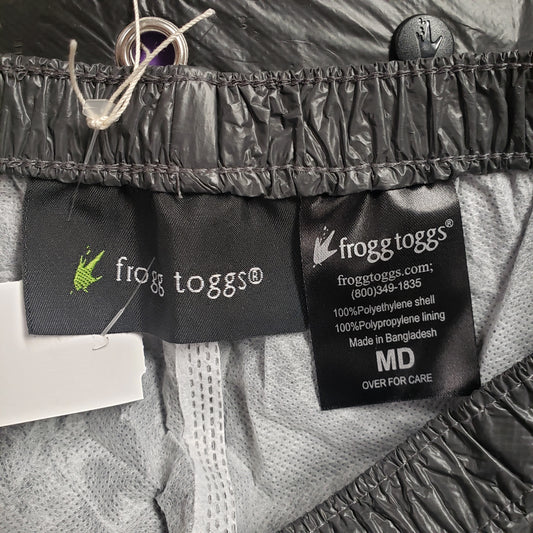 frogg toggs®
frogg toggs®
froggtoggs.com;
(800)349-1835
100%Polyethylene shell
100%Polypropylene lining
Made in Bangladesh
MD
OVER FOR CARE